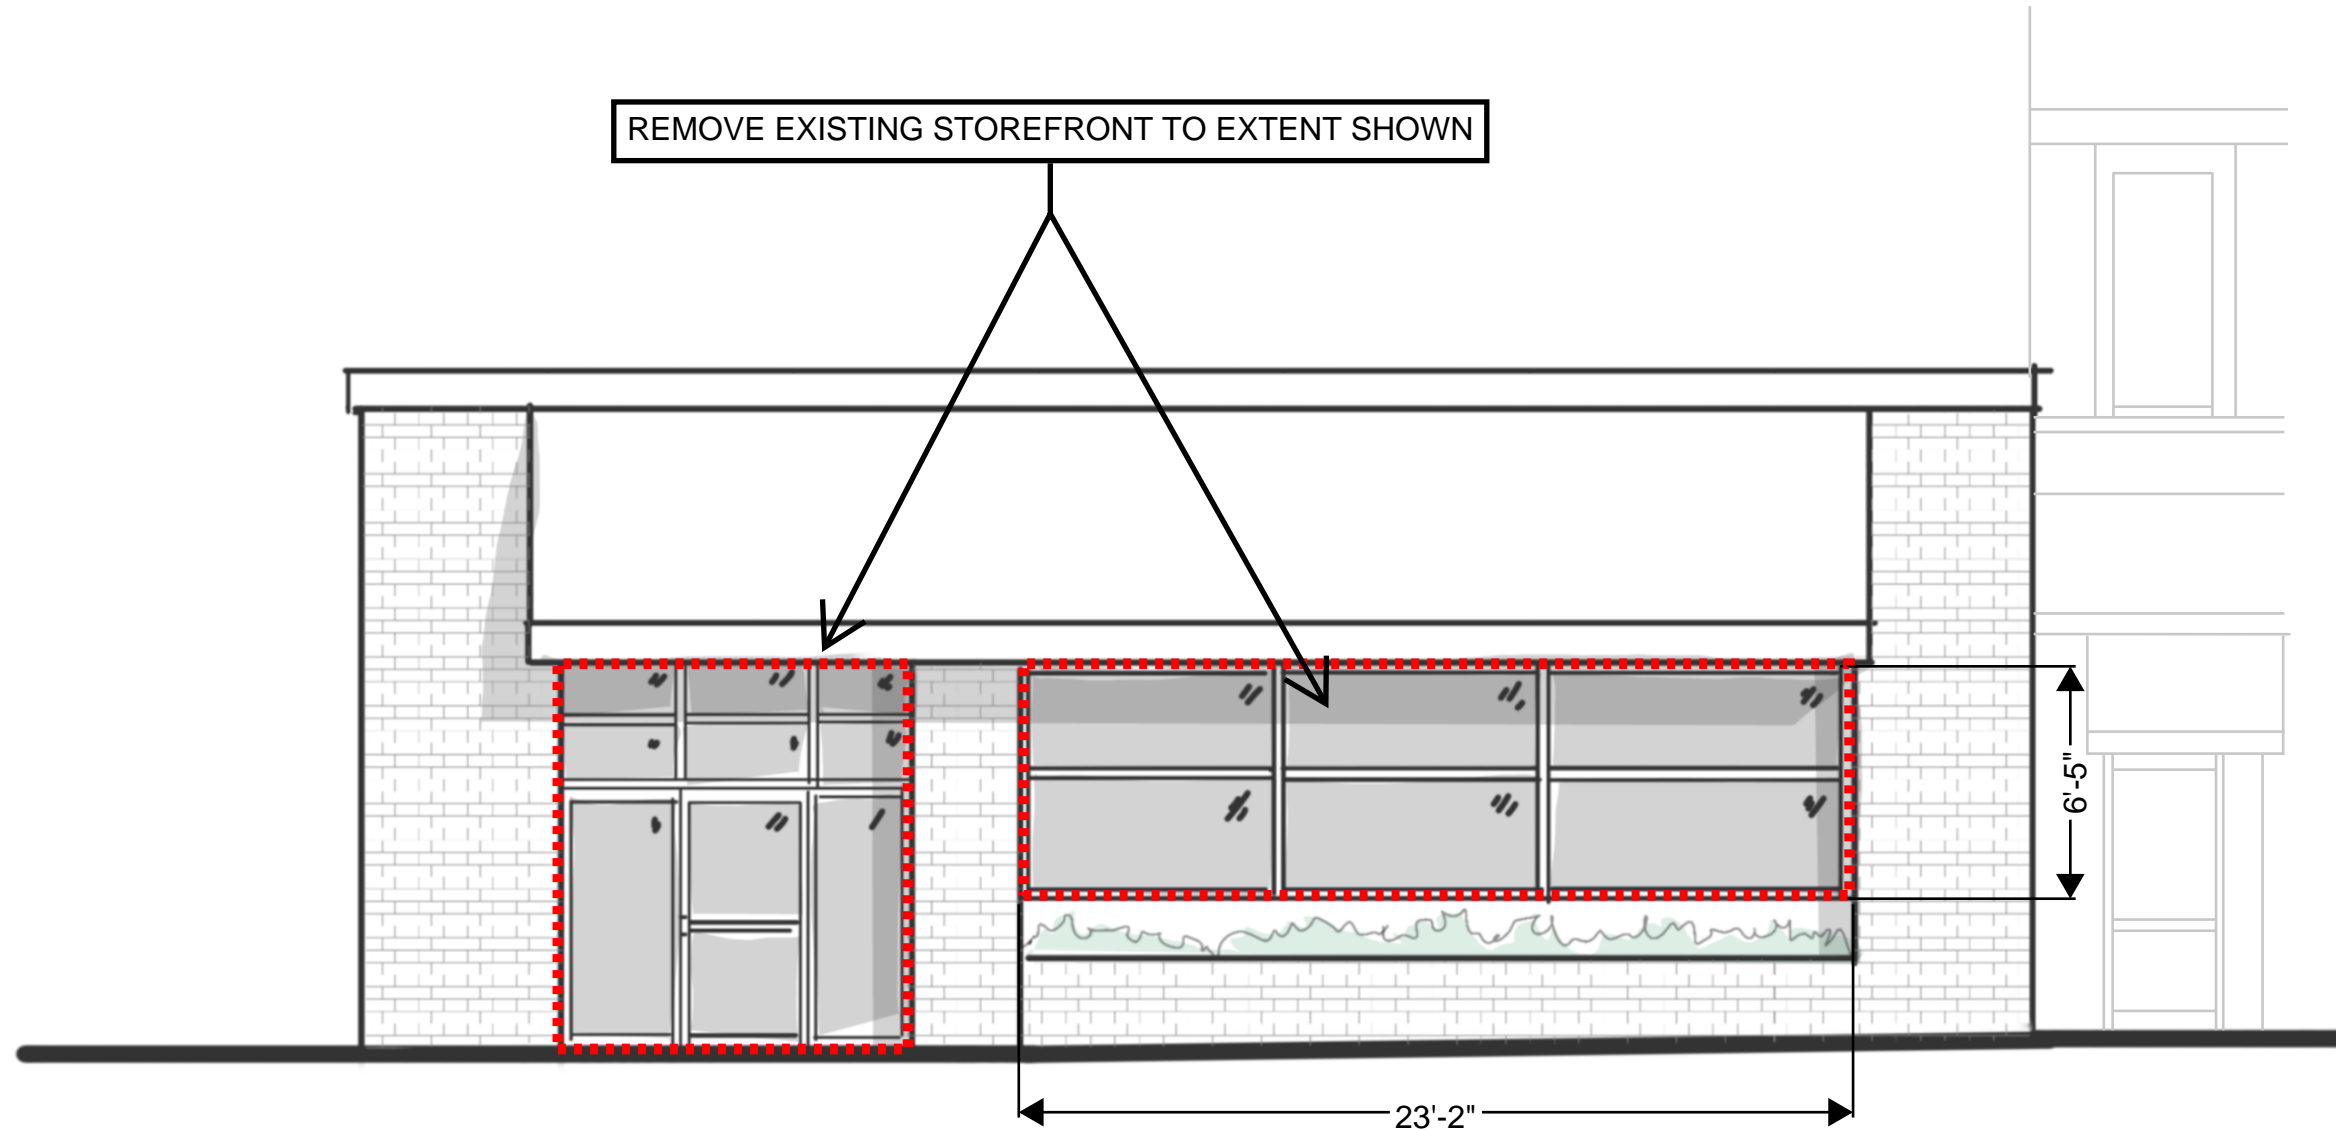 REMOVE EXISTING STOREFRONT TO EXTENT SHOWN
6'-5"
23'-2"